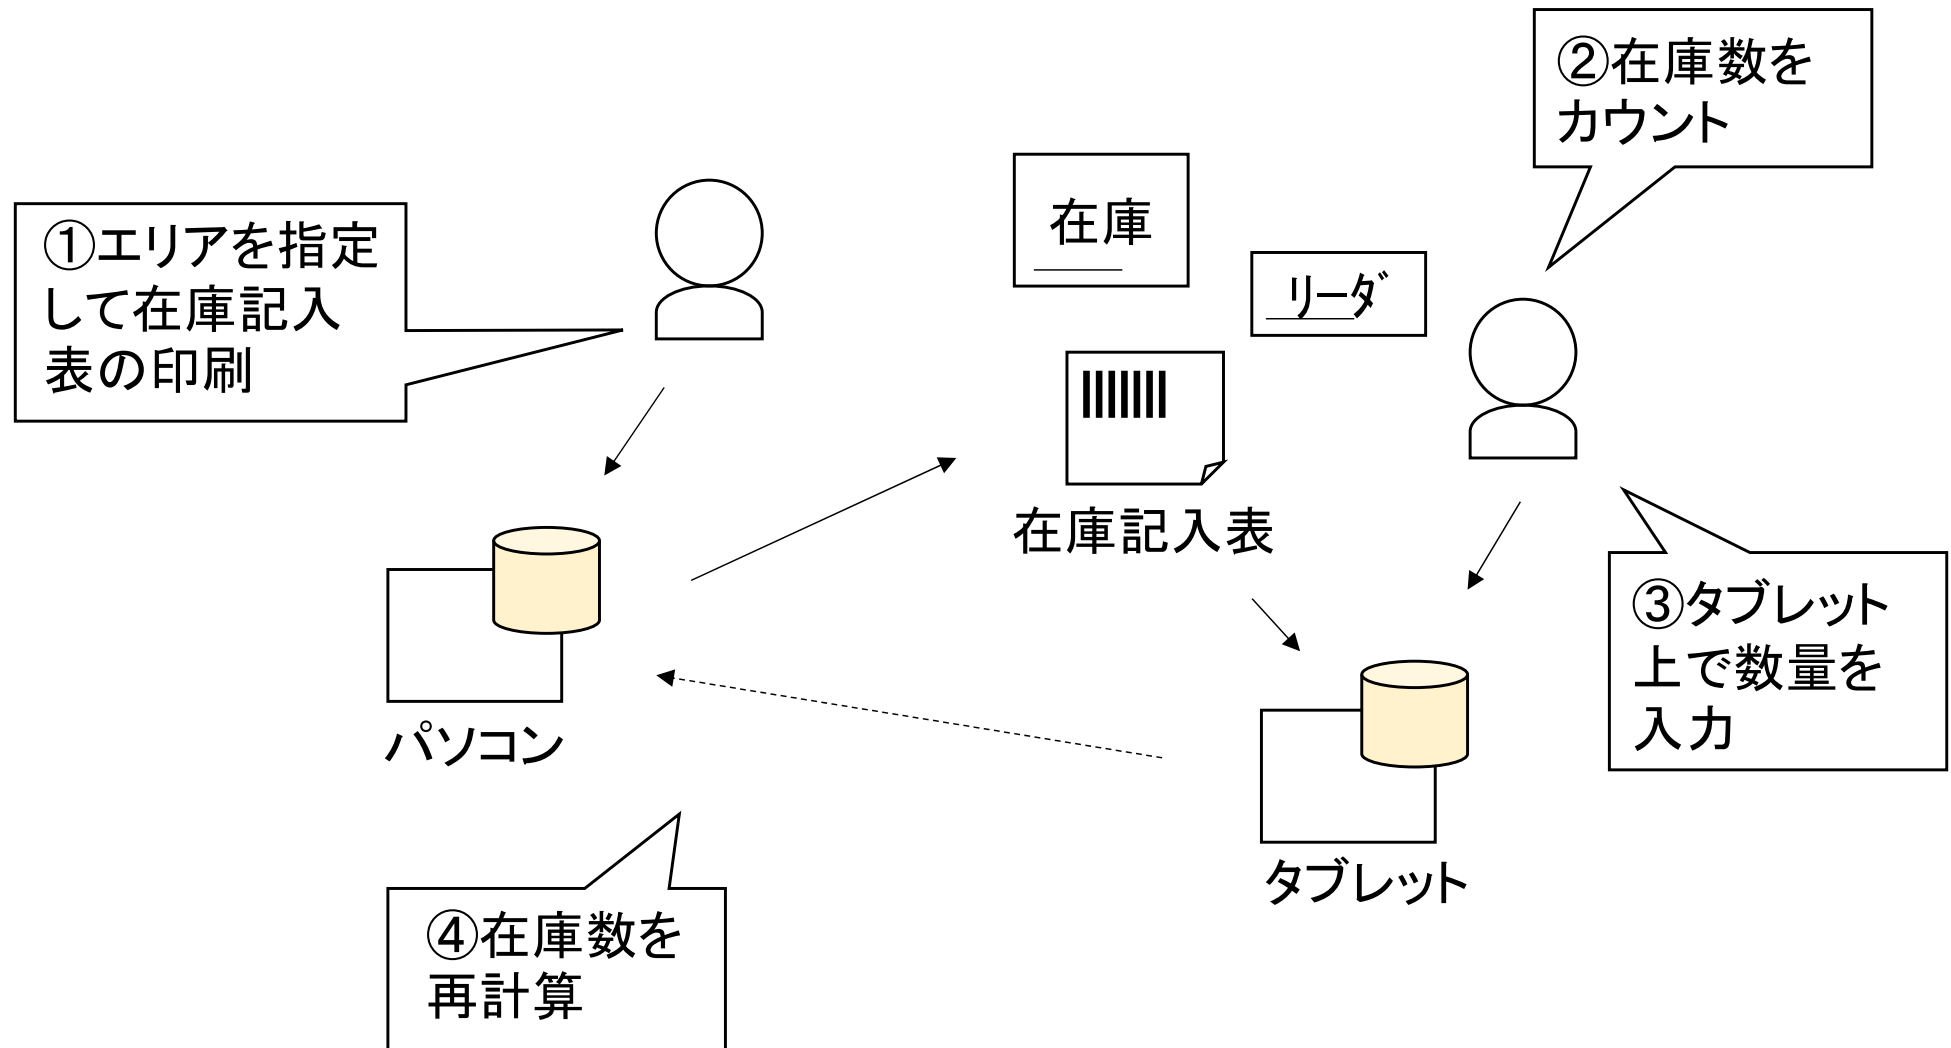 ①エリアを指定
して在庫記入
表の印刷
②在庫数を
カウント
在庫
リーダ
在庫記入表
③タブレット
上で数量を
入力
パソコン
タブレット
④在庫数を
再計算